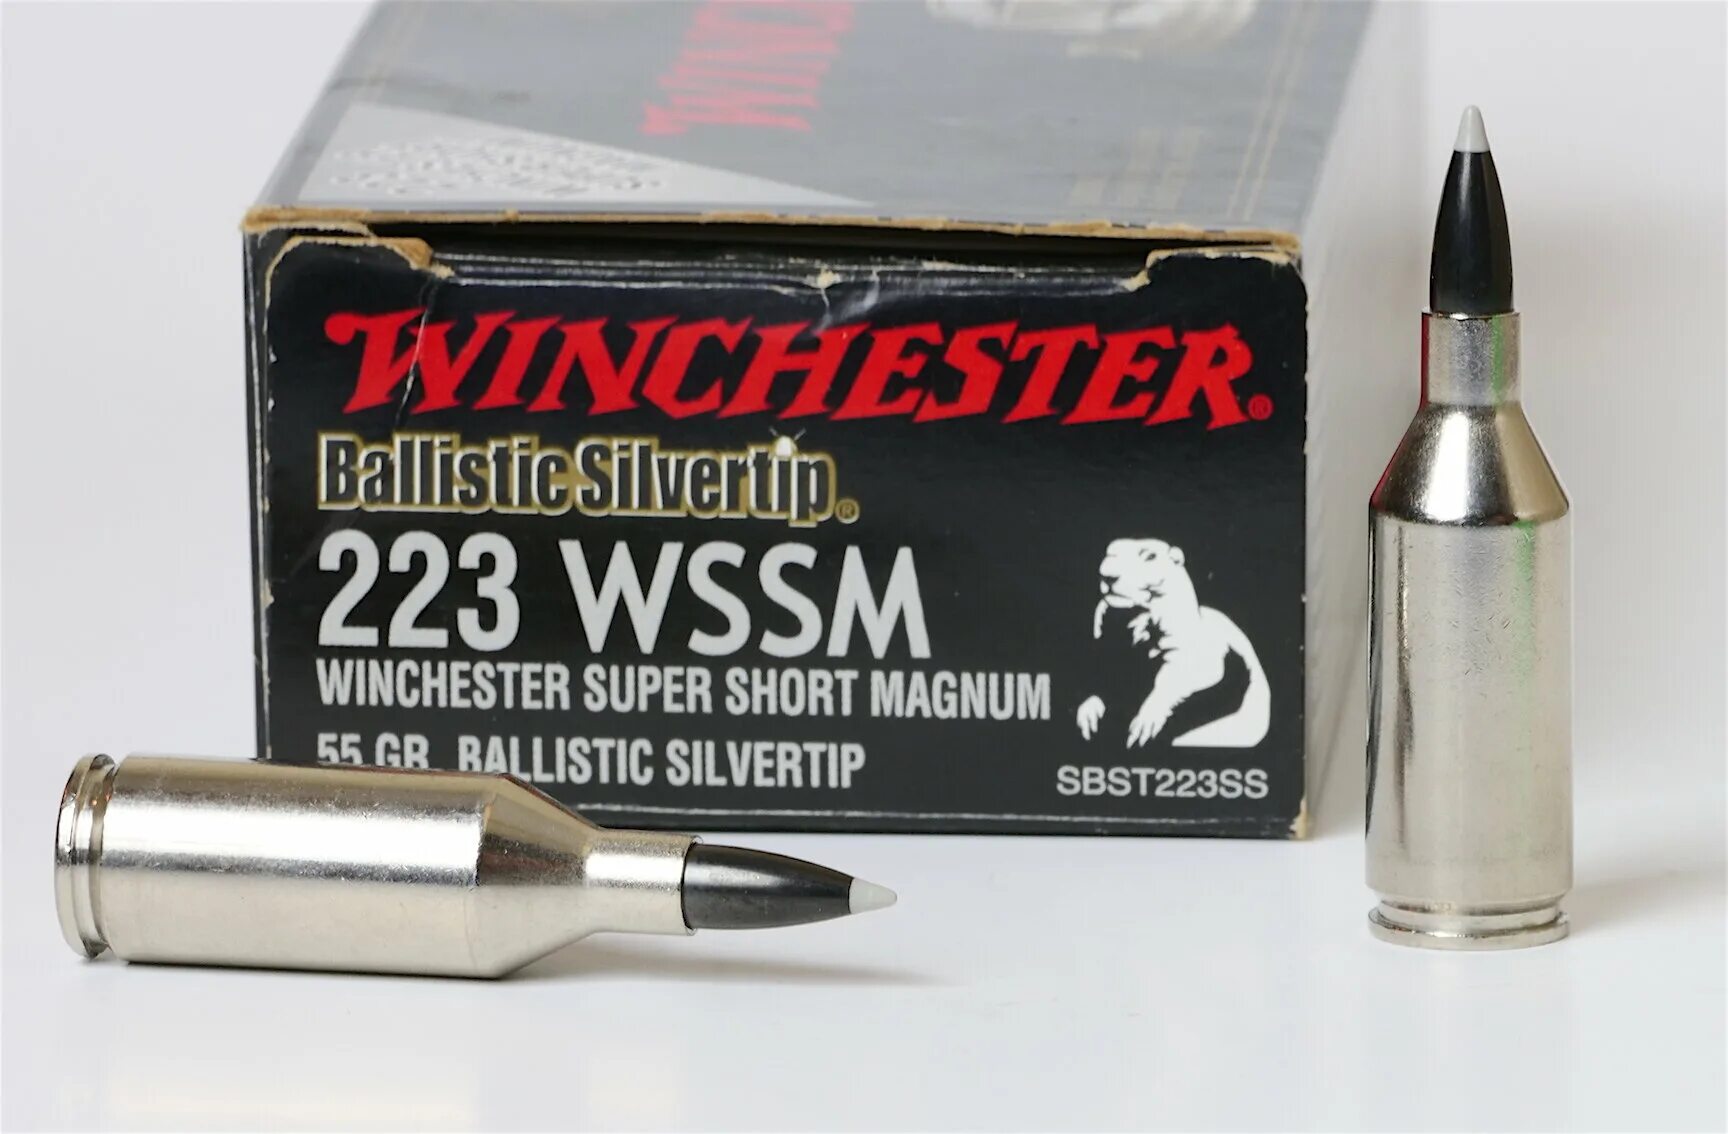 WINCHESTER®
Ballistic Silvertip®
223 WSSM
WINCHESTER SUPER SHORT MAGNUM
55 GR. BALLISTIC SILVERTIP
SBST223SS